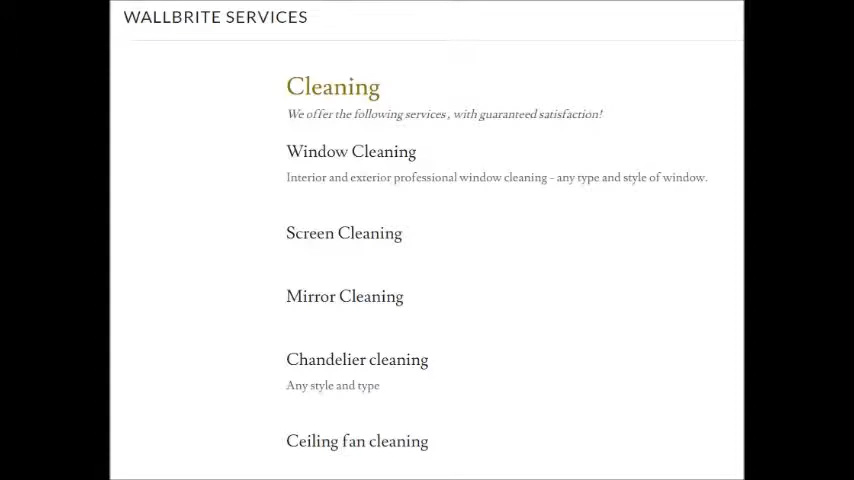 WALLBRITE SERVICES
Cleaning
We offer the following services , with guaranteed satisfaction!
Window Cleaning
Interior and exterior professional window cleaning – any type and style of window.
Screen Cleaning
Mirror Cleaning
Chandelier cleaning
Any style and type
Ceiling fan cleaning